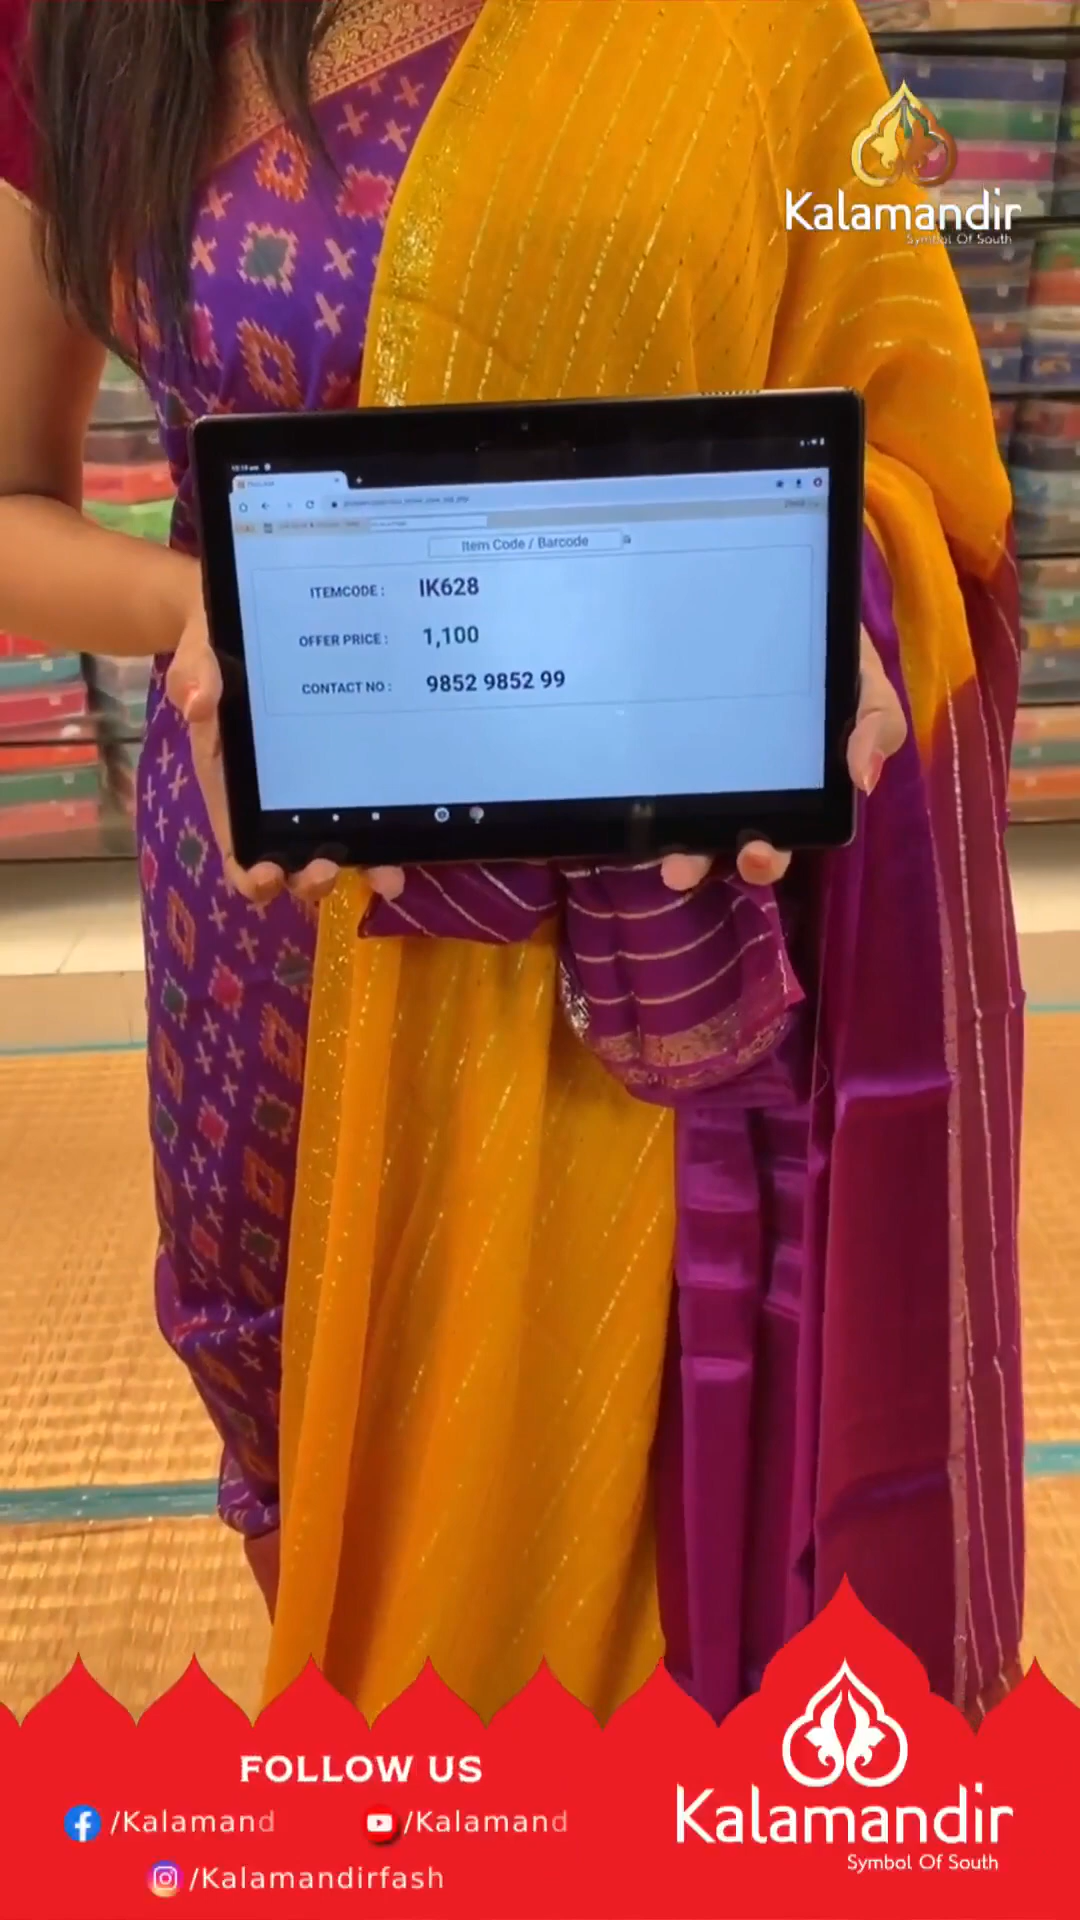 Kalamandir
Symbol Of South
Item Code / Barcode
ITEMCODE : IK628
OFFER PRICE : 1,100
CONTACT NO : 9852 9852 99
FOLLOW US
/Kalamand
/Kalamand
/Kalamandirfash
Kalamandir
Symbol Of South